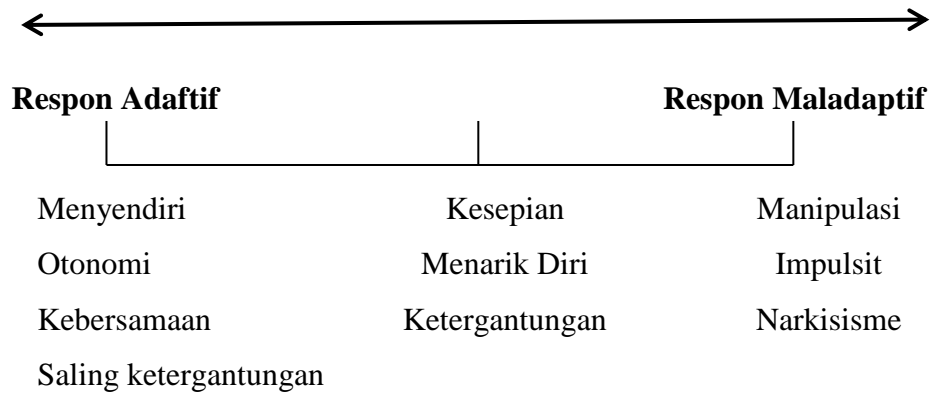 Respon Adaftif Respon Maladaptif
Menyendiri Kesepian Manipulasi
Otonomi Menarik Diri Impulsit
Kebersamaan Ketergantungan Narkisisme
Saling ketergantungan